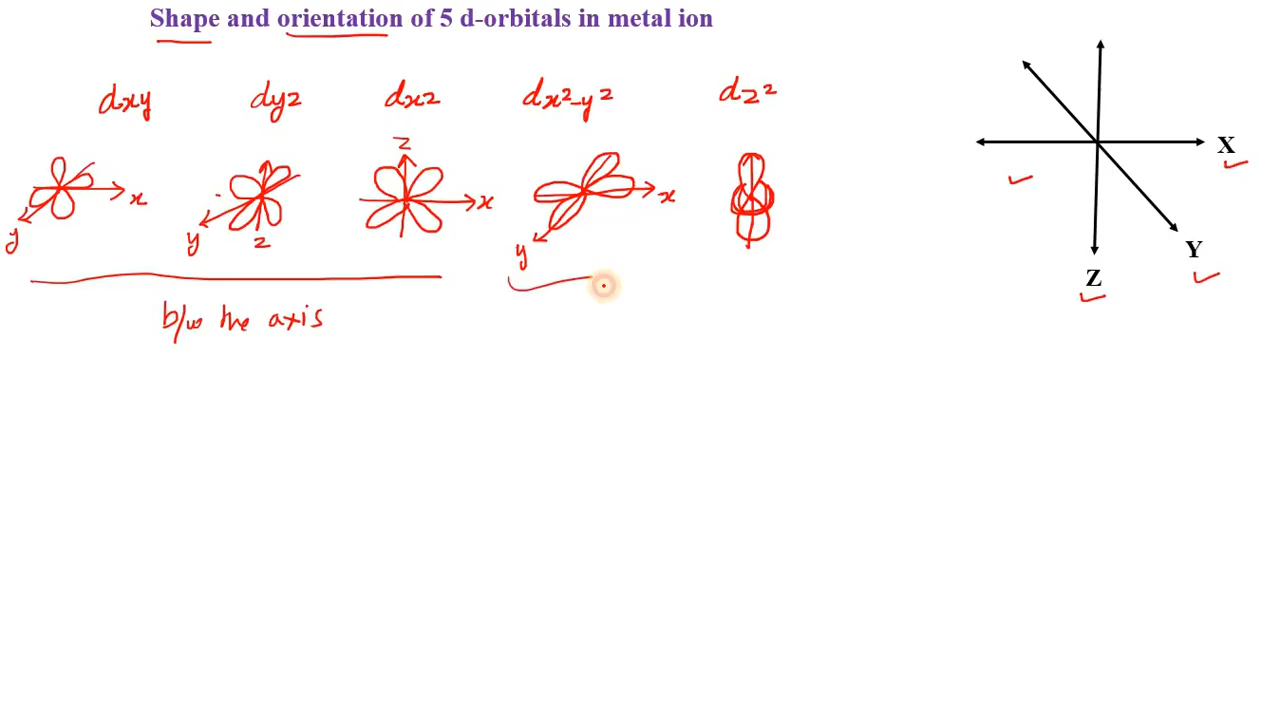 Shape and orientation of 5 d-orbitals in metal ion
dxy dyz dxz dx²-y² dz²
z
x
y
y
z
x
x
y
b/w the axis
X
Y
Z